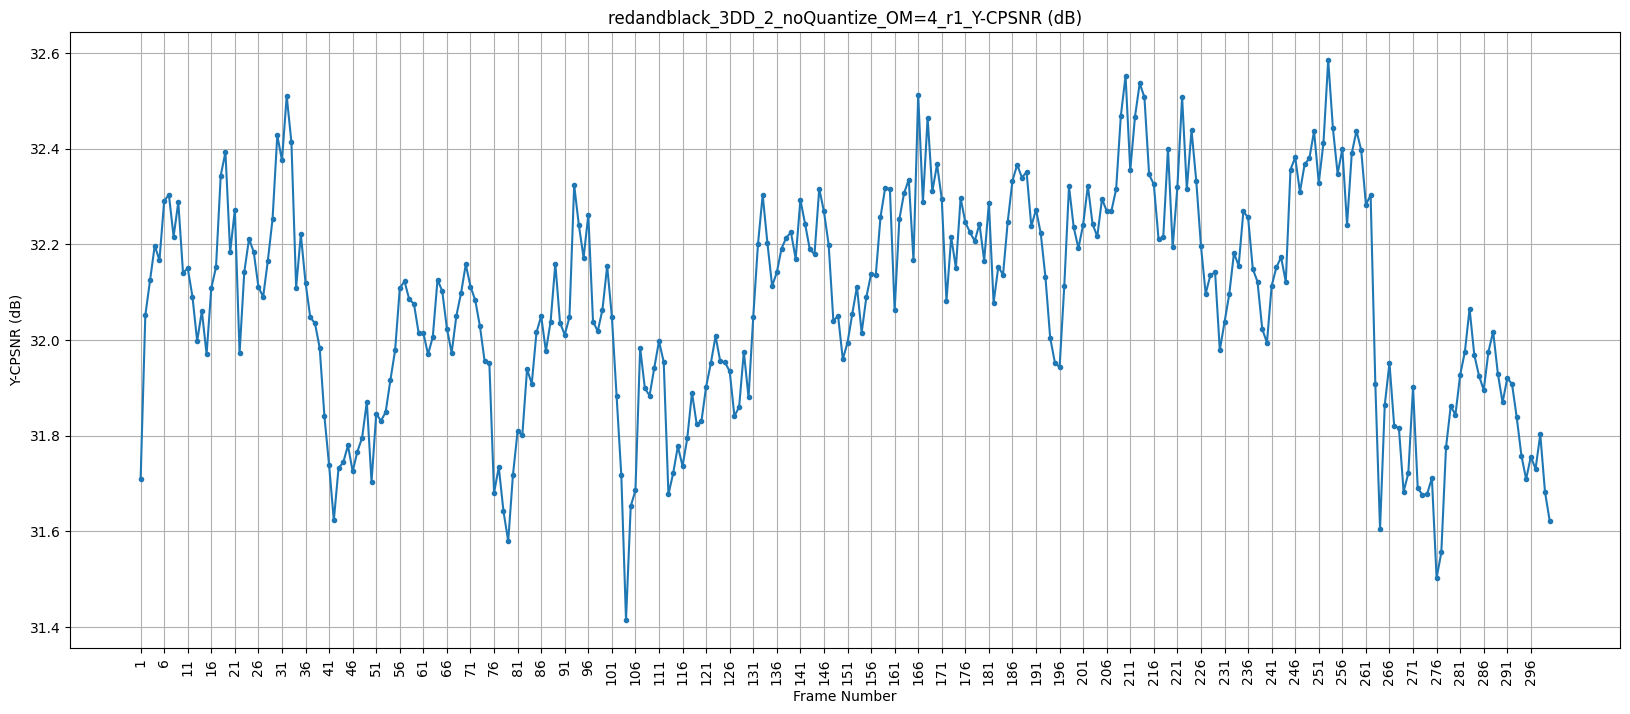 redandblack_3DD_2_noQuantize_OM=4_r1_Y-CPSNR (dB)
32.6
32.4
32.2
32.0
31.8
31.6
31.4
Y-CPSNR (dB)
1 6 11 16 21 26 31 36 41 46 51 56 61 66 71 76 81 86 91 96 101 106 111 116 121 126 131 136 141 146 151 156 161 166 171 176 181 186 191 196 201 206 211 216 221 226 231 236 241 246 251 256 261 266 271 276 281 286 291 296
Frame Number